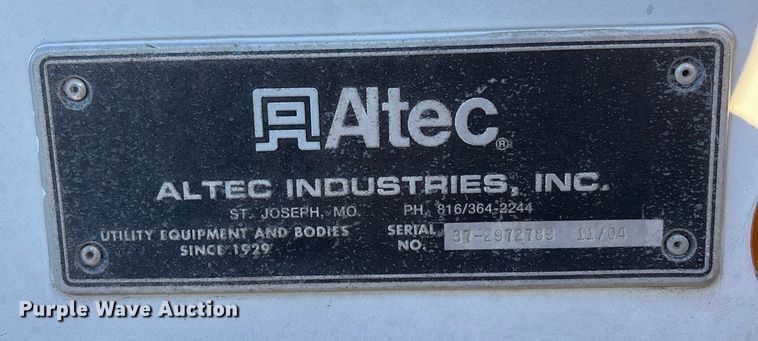 Altec®
ALTEC INDUSTRIES, INC.
ST. JOSEPH, MO. PH. 816/364-2244
UTILITY EQUIPMENT AND BODIES
SINCE 1929
SERIAL
NO.
37-2972789 11/04
Purple Wave Auction